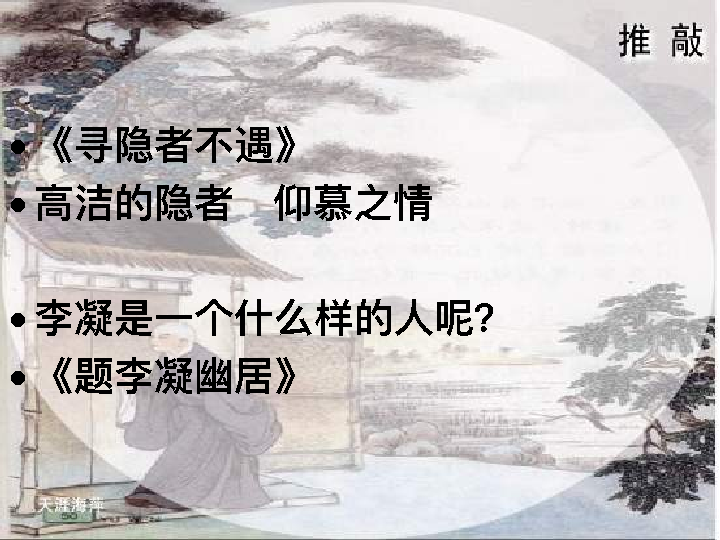 推 敲
•《寻隐者不遇》
•高洁的隐者　仰慕之情
•李凝是一个什么样的人呢?
•《题李凝幽居》
天涯海萍